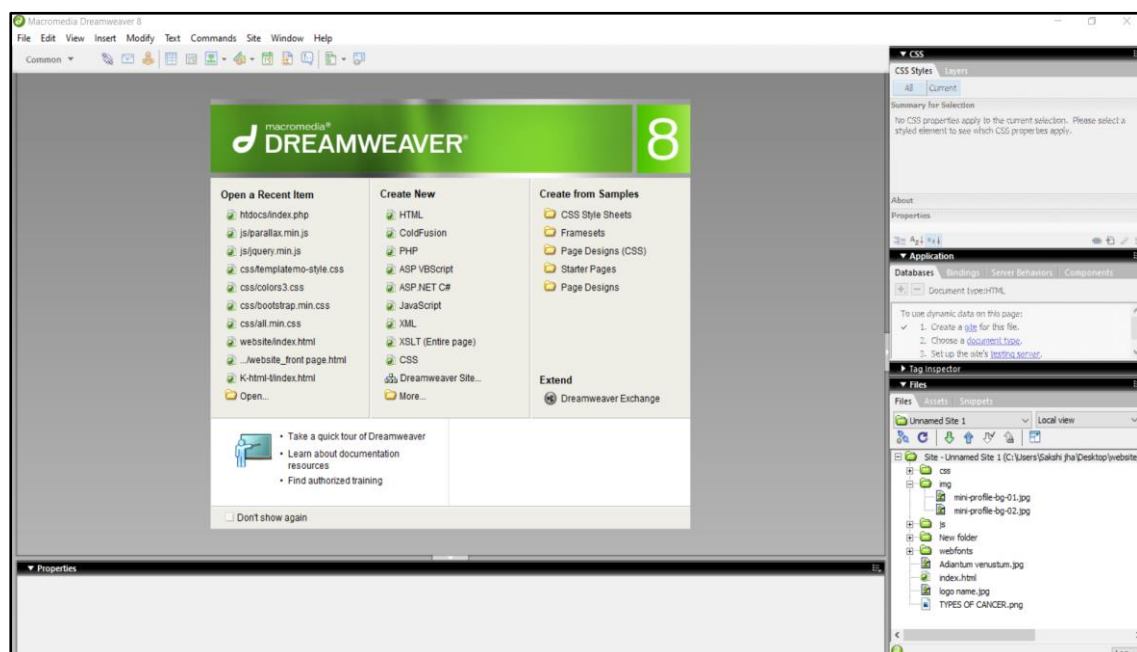 Macromedia Dreamweaver 8
File Edit View Insert Modify Text Commands Site Window Help
Common
macromedia®
DREAMWEAVER®
8
Open a Recent Item
htdocs/index.php
js/parallax.min.js
js/jquery.min.js
css/templatemo-style.css
css/colors3.css
css/bootstrap.min.css
css/all.min.css
website/index.html
.../website_front page.html
K-html-t/index.html
Open...
Create New
HTML
ColdFusion
PHP
ASP VBScript
ASP.NET C#
JavaScript
XML
XSLT (Entire page)
CSS
Dreamweaver Site...
More...
Create from Samples
CSS Style Sheets
Framesets
Page Designs (CSS)
Starter Pages
Page Designs
Extend
Dreamweaver Exchange
• Take a quick tour of Dreamweaver
• Learn about documentation
resources
• Find authorized training
Don't show again
Properties
CSS
CSS Styles Layers
All Current
Summary for Selection
No CSS properties apply to the current selection. Please select a
styled element to see which CSS properties apply.
About
Properties
Application
Databases Bindings Server Behaviors Components
Document type:HTML
To use dynamic data on this page:
1. Create a site for this file.
2. Choose a document type.
3. Set up the site's testing server.
Tag Inspector
Files
Files Assets Snippets
Unnamed Site 1 Local view
Site - Unnamed Site 1 (C:\Users\Sakshi jha\Desktop\website
css
img
mini-profile-bg-01.jpg
mini-profile-bg-02.jpg
js
New folder
webfonts
Adiantum venustum.jpg
index.html
logo name.jpg
TYPES OF CANCER.png